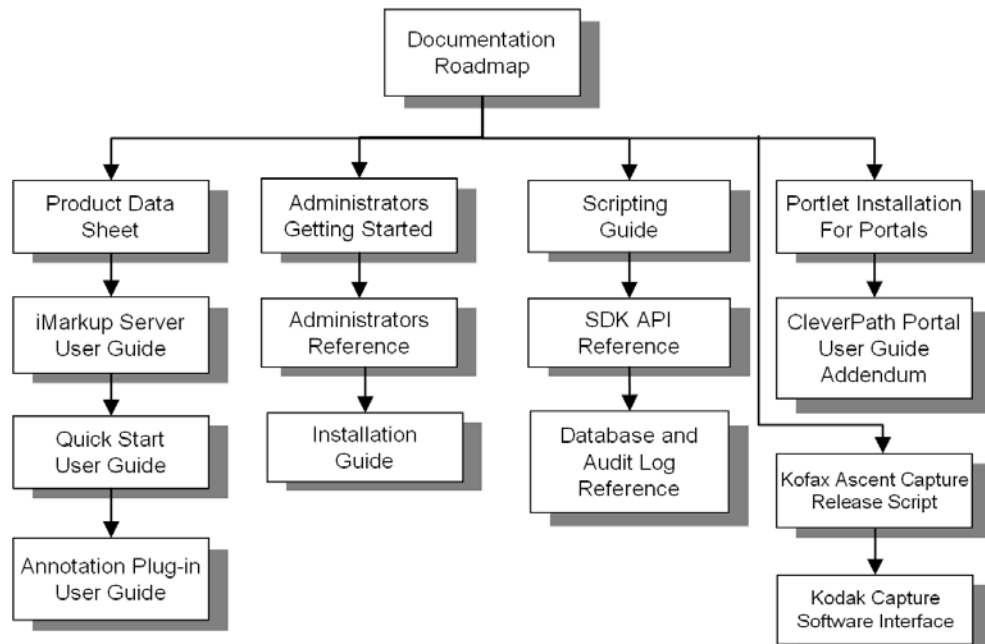 Documentation
Roadmap
Product Data
Sheet
iMarkup Server
User Guide
Quick Start
User Guide
Annotation Plug-in
User Guide
Administrators
Getting Started
Administrators
Reference
Installation
Guide
Scripting
Guide
SDK API
Reference
Database and
Audit Log
Reference
Portlet Installation
For Portals
CleverPath Portal
User Guide
Addendum
Kofax Ascent Capture
Release Script
Kodak Capture
Software Interface